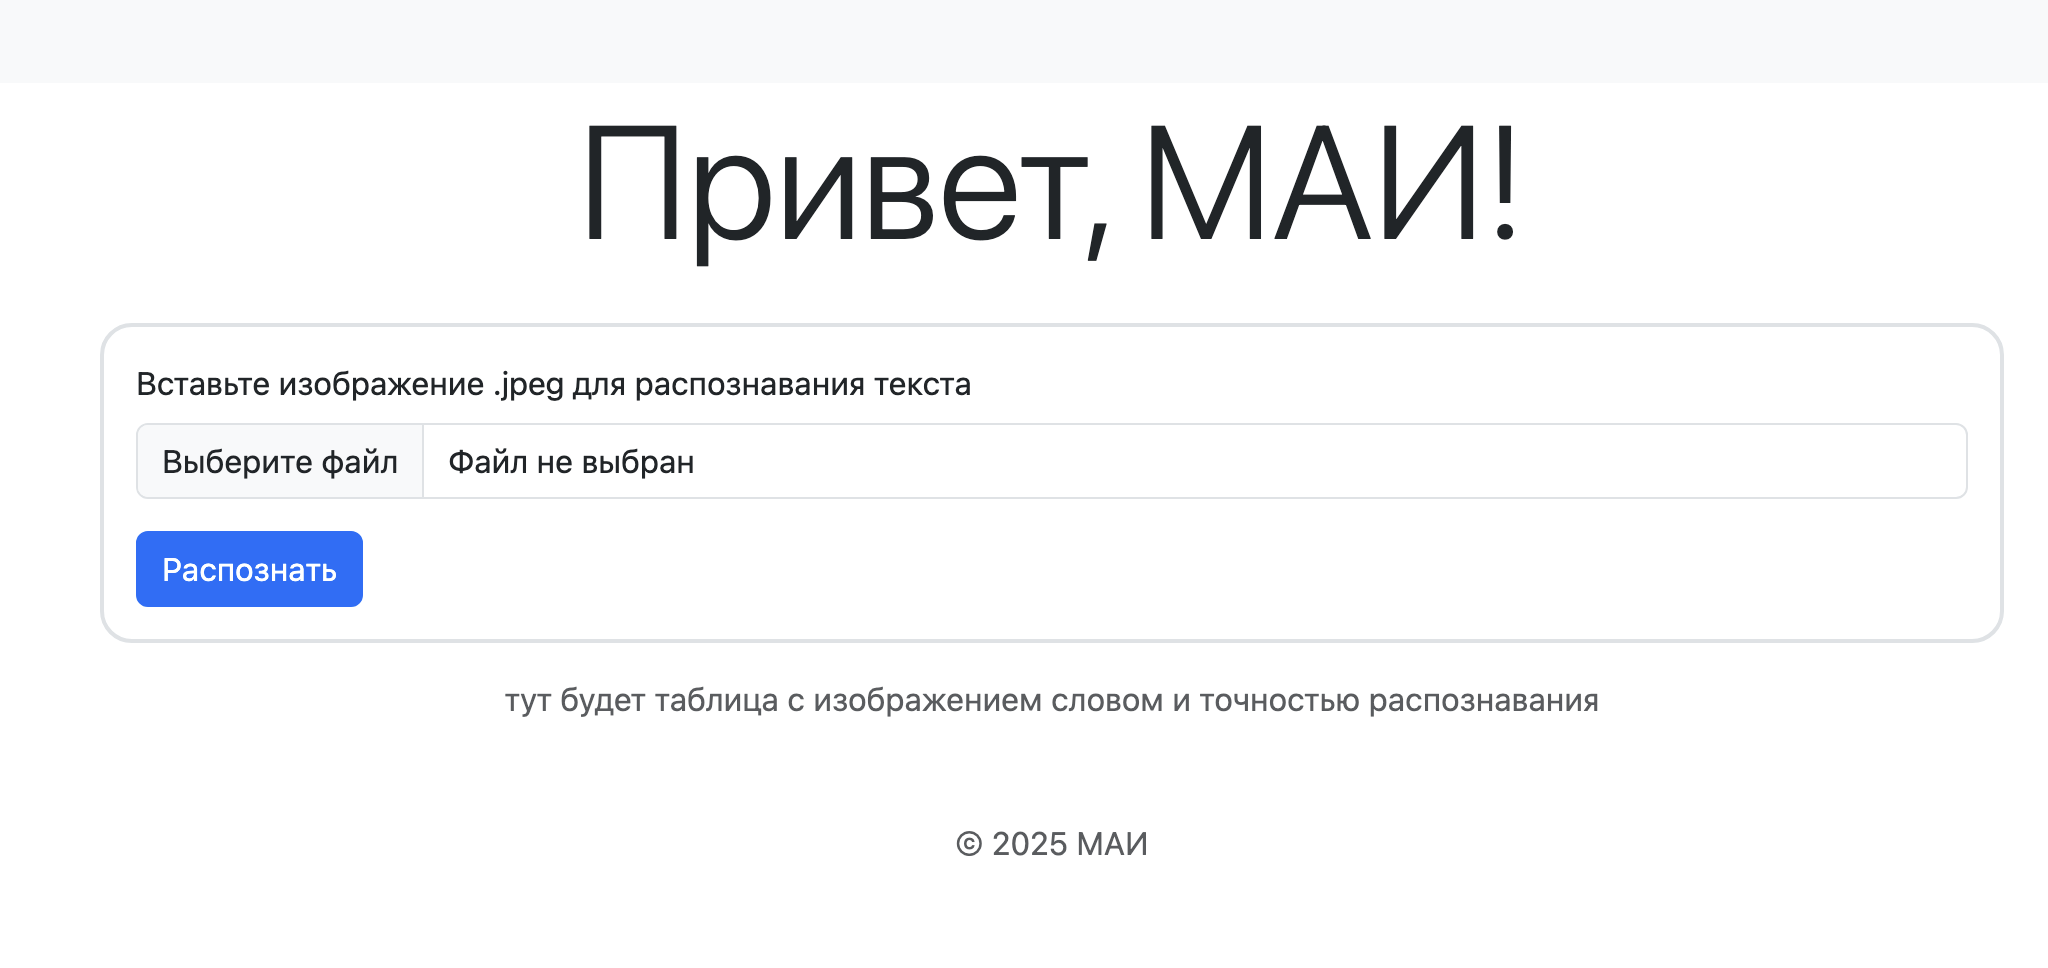 Привет, МАИ!
Вставьте изображение .jpeg для распознавания текста
Выберите файл Файл не выбран
Распознать
тут будет таблица с изображением словом и точностью распознавания
© 2025 МАИ